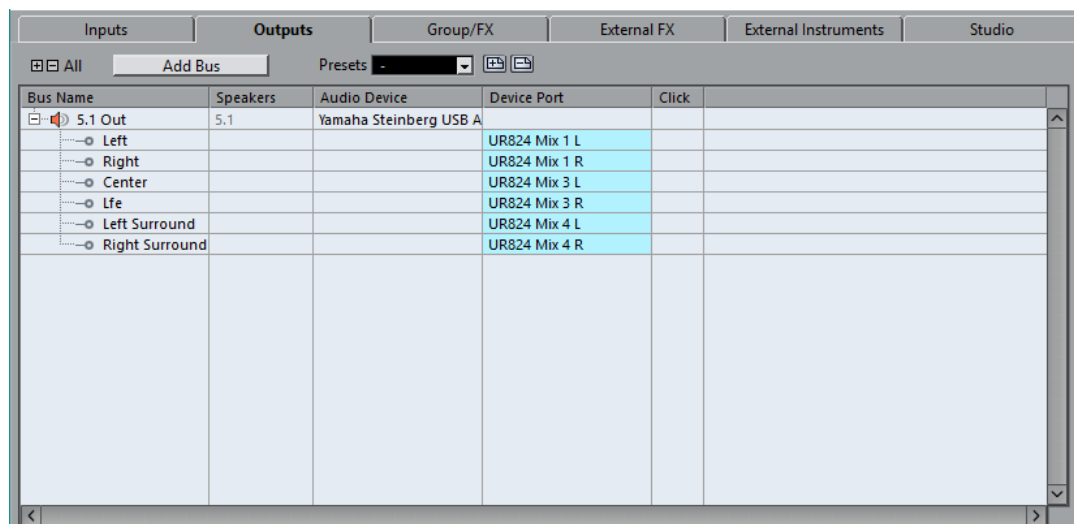 Inputs Outputs Group/FX External FX External Instruments Studio
All Add Bus Presets -
Bus Name Speakers Audio Device Device Port Click
5.1 Out 5.1 Yamaha Steinberg USB A
Left UR824 Mix 1 L
Right UR824 Mix 1 R
Center UR824 Mix 3 L
Lfe UR824 Mix 3 R
Left Surround UR824 Mix 4 L
Right Surround UR824 Mix 4 R